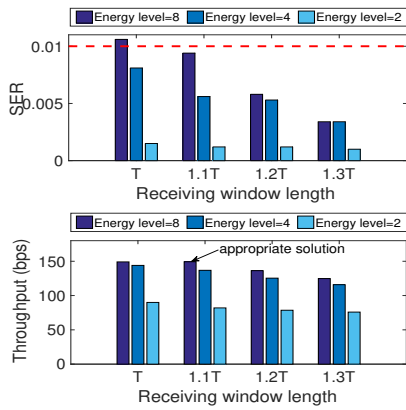 Energy level=8 Energy level=4 Energy level=2
0.01
0.005
0
SER
T 1.1T 1.2T 1.3T
Receiving window length
Energy level=8 Energy level=4 Energy level=2
appropriate solution
150
100
50
0
Throughput (bps)
T 1.1T 1.2T 1.3T
Receiving window length